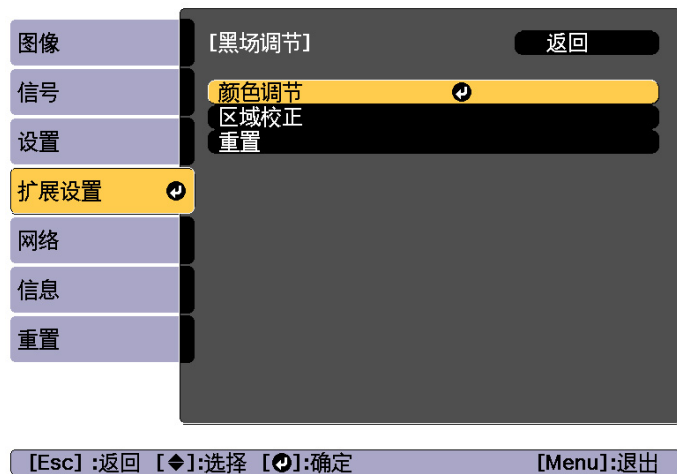 图像
信号
设置
扩展设置
网络
信息
重置
[黑场调节]
返回
颜色调节
区域校正
重置
[Esc] :返回 [◆]:选择 [↵]:确定 [Menu]:退出